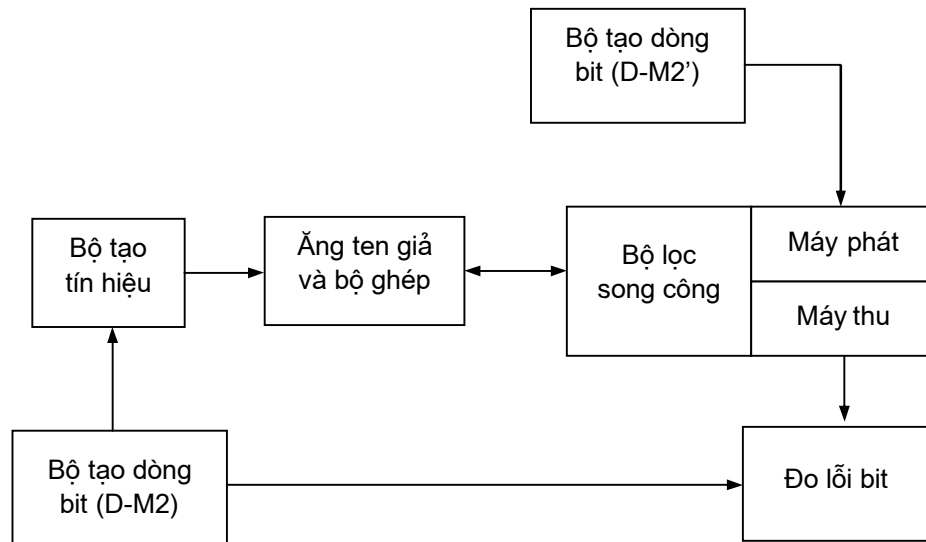 Bộ tạo dòng
bit (D-M2’)
Bộ tạo
tín hiệu
Ăng ten giả
và bộ ghép
Bộ lọc
song công
Máy phát
Máy thu
Bộ tạo dòng
bit (D-M2)
Đo lỗi bit